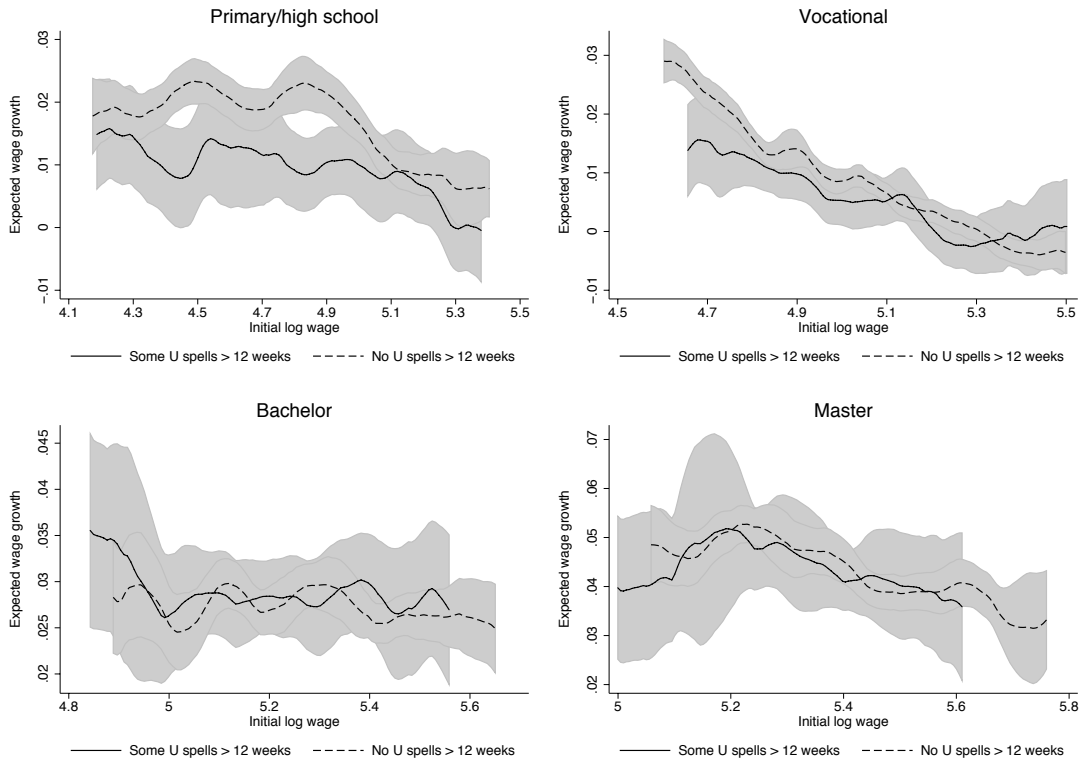 Primary/high school
Expected wage growth
-.01 0 .01 .02 .03
4.1 4.3 4.5 4.7 4.9 5.1 5.3 5.5
Initial log wage
Some U spells > 12 weeks No U spells > 12 weeks
Vocational
Expected wage growth
-.01 0 .01 .02 .03
4.5 4.7 4.9 5.1 5.3 5.5
Initial log wage
Some U spells > 12 weeks No U spells > 12 weeks
Bachelor
Expected wage growth
.02 .025 .03 .035 .04 .045
4.8 5 5.2 5.4 5.6
Initial log wage
Some U spells > 12 weeks No U spells > 12 weeks
Master
Expected wage growth
.02 .03 .04 .05 .06 .07
5 5.2 5.4 5.6 5.8
Initial log wage
Some U spells > 12 weeks No U spells > 12 weeks